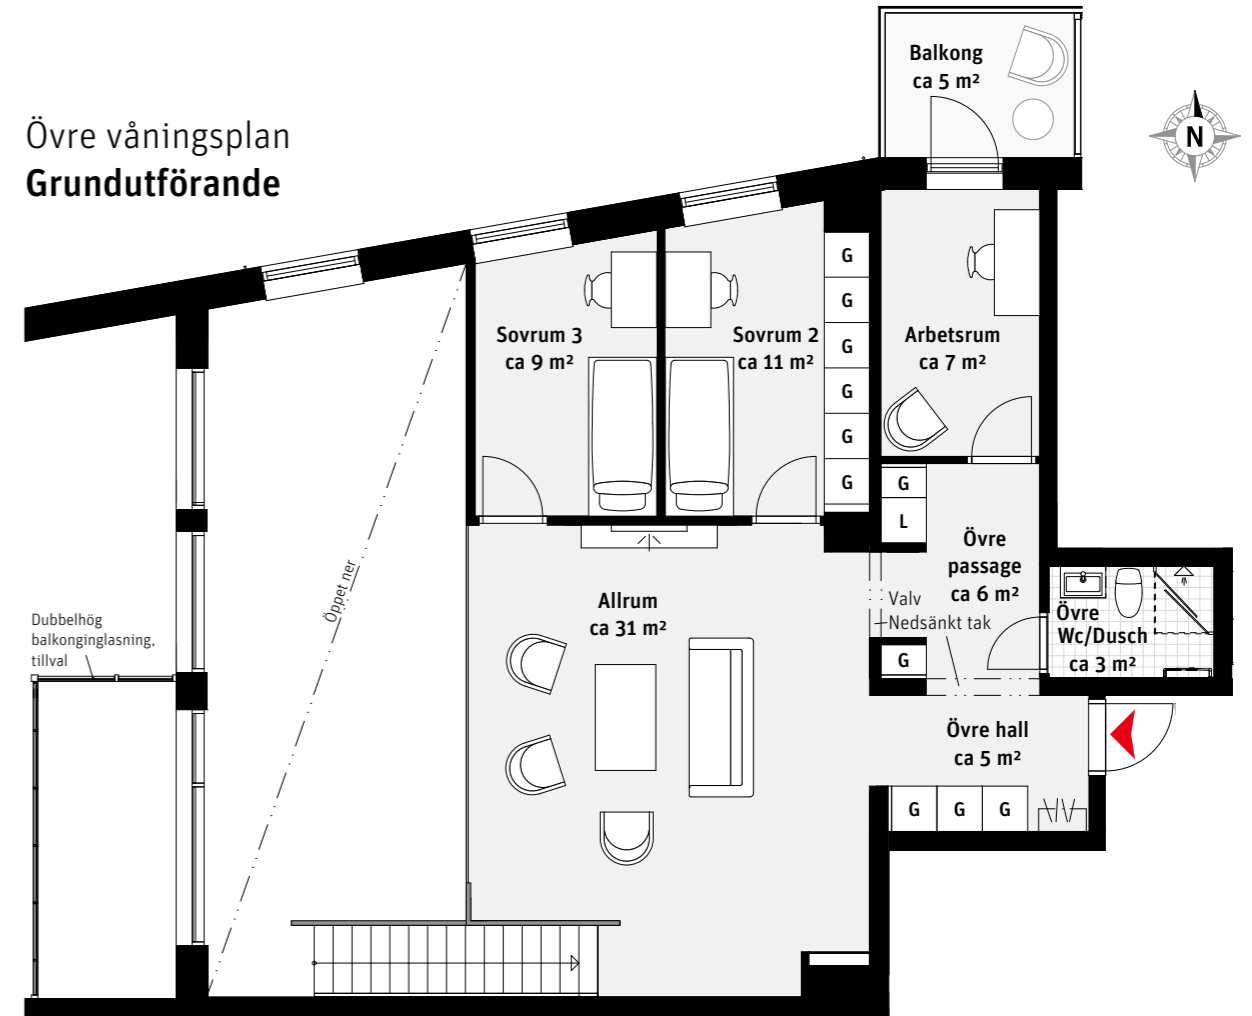 Övre våningsplan
Grundutförande
Balkong
ca 5 m²
N
Sovrum 3
ca 9 m²
Sovrum 2
ca 11 m²
G
G
G
G
G
G
Arbetsrum
ca 7 m²
G
L
Övre
passage
ca 6 m²
Öppet ner
Allrum
ca 31 m²
Valv
Nedsänkt tak
G
Övre
Wc/Dusch
ca 3 m²
Dubbelhög
balkonginglasning,
tillval
Övre hall
ca 5 m²
G
G
G